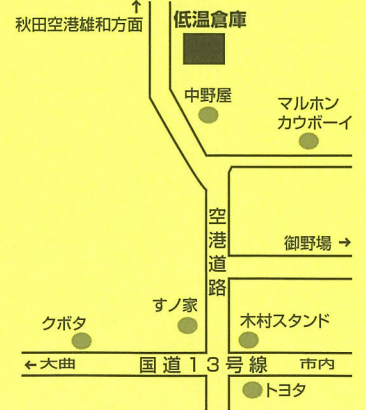 ↑
秋田空港雄和方面
低温倉庫
中野屋
マルホン
カウボーイ
空港道路
御野場 →
すノ家
クボタ
木村スタンド
←大曲
国道13号線
市内
トヨタ